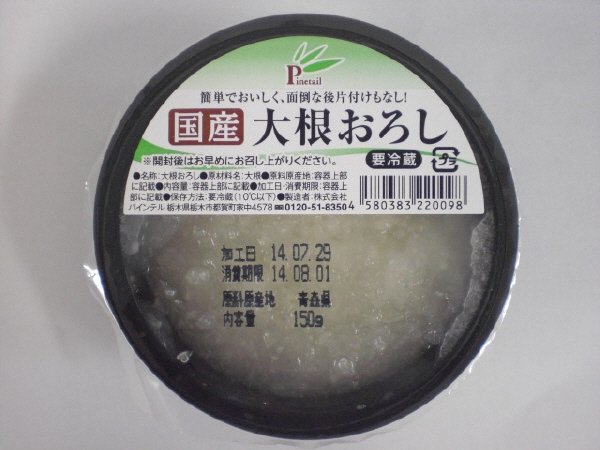 Pinetail
簡単でおいしく、面倒な後片付けもなし!
国産 大根おろし
※開封後はお早めにお召し上がりください。
要冷蔵 プラ
●名称:大根おろし●原材料名:大根●原料原産地:容器上部
に記載●内容量:容器上部に記載●加工日・消費期限:容器上
部に記載●保存方法:要冷蔵(10℃以下)●製造者:株式会社
パインテル 栃木県栃木市都賀町家中4578 ☎0120-51-8350
4 580383 220098
加工日 14.07.29
消費期限 14.08.01
原料原産地 青森県
内容量 150g